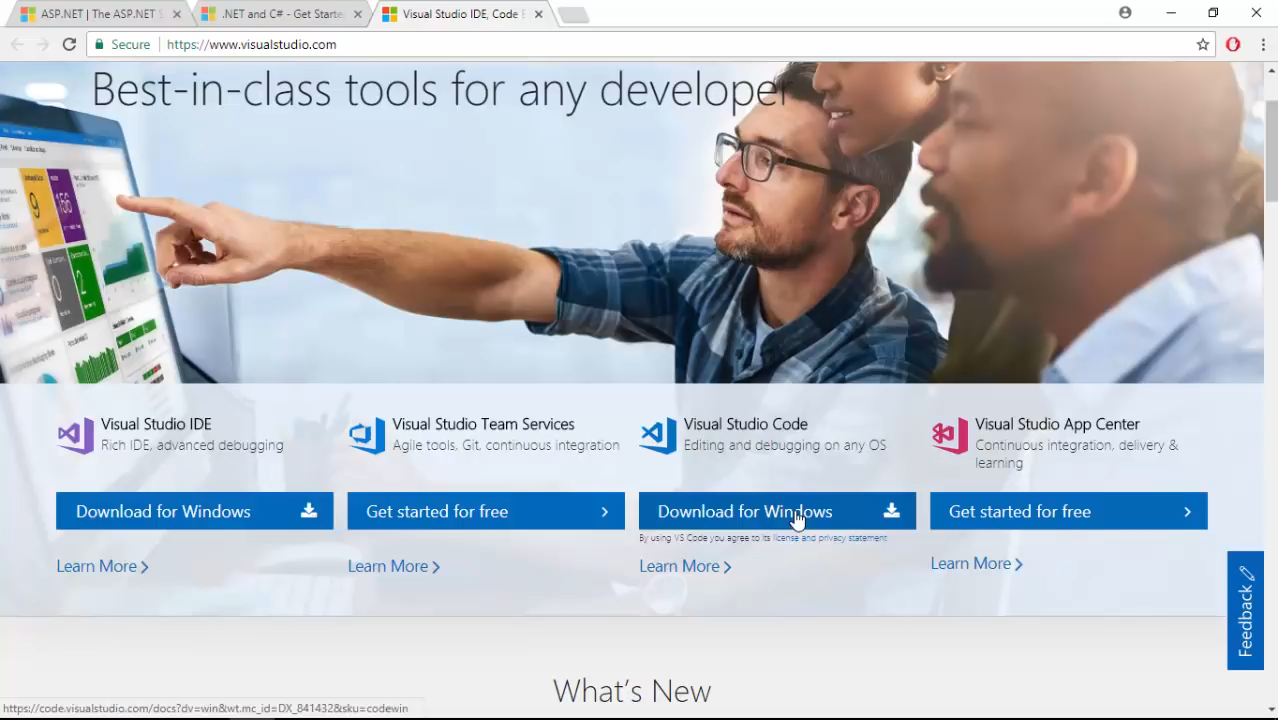 ASP.NET | The ASP.NET S
.NET and C# - Get Starte
Visual Studio IDE, Code E
Secure
https://www.visualstudio.com
Best-in-class tools for any developer
9
156
0
2
Visual Studio IDE
Rich IDE, advanced debugging
Download for Windows
Learn More
Visual Studio Team Services
Agile tools, Git, continuous integration
Get started for free
Learn More
Visual Studio Code
Editing and debugging on any OS
Download for Windows
By using VS Code you agree to its license and privacy statement
Learn More
Visual Studio App Center
Continuous integration, delivery &
learning
Get started for free
Learn More
Feedback
What's New
https://code.visualstudio.com/docs?dv=win&wt.mc_id=DX_841432&sku=codewin